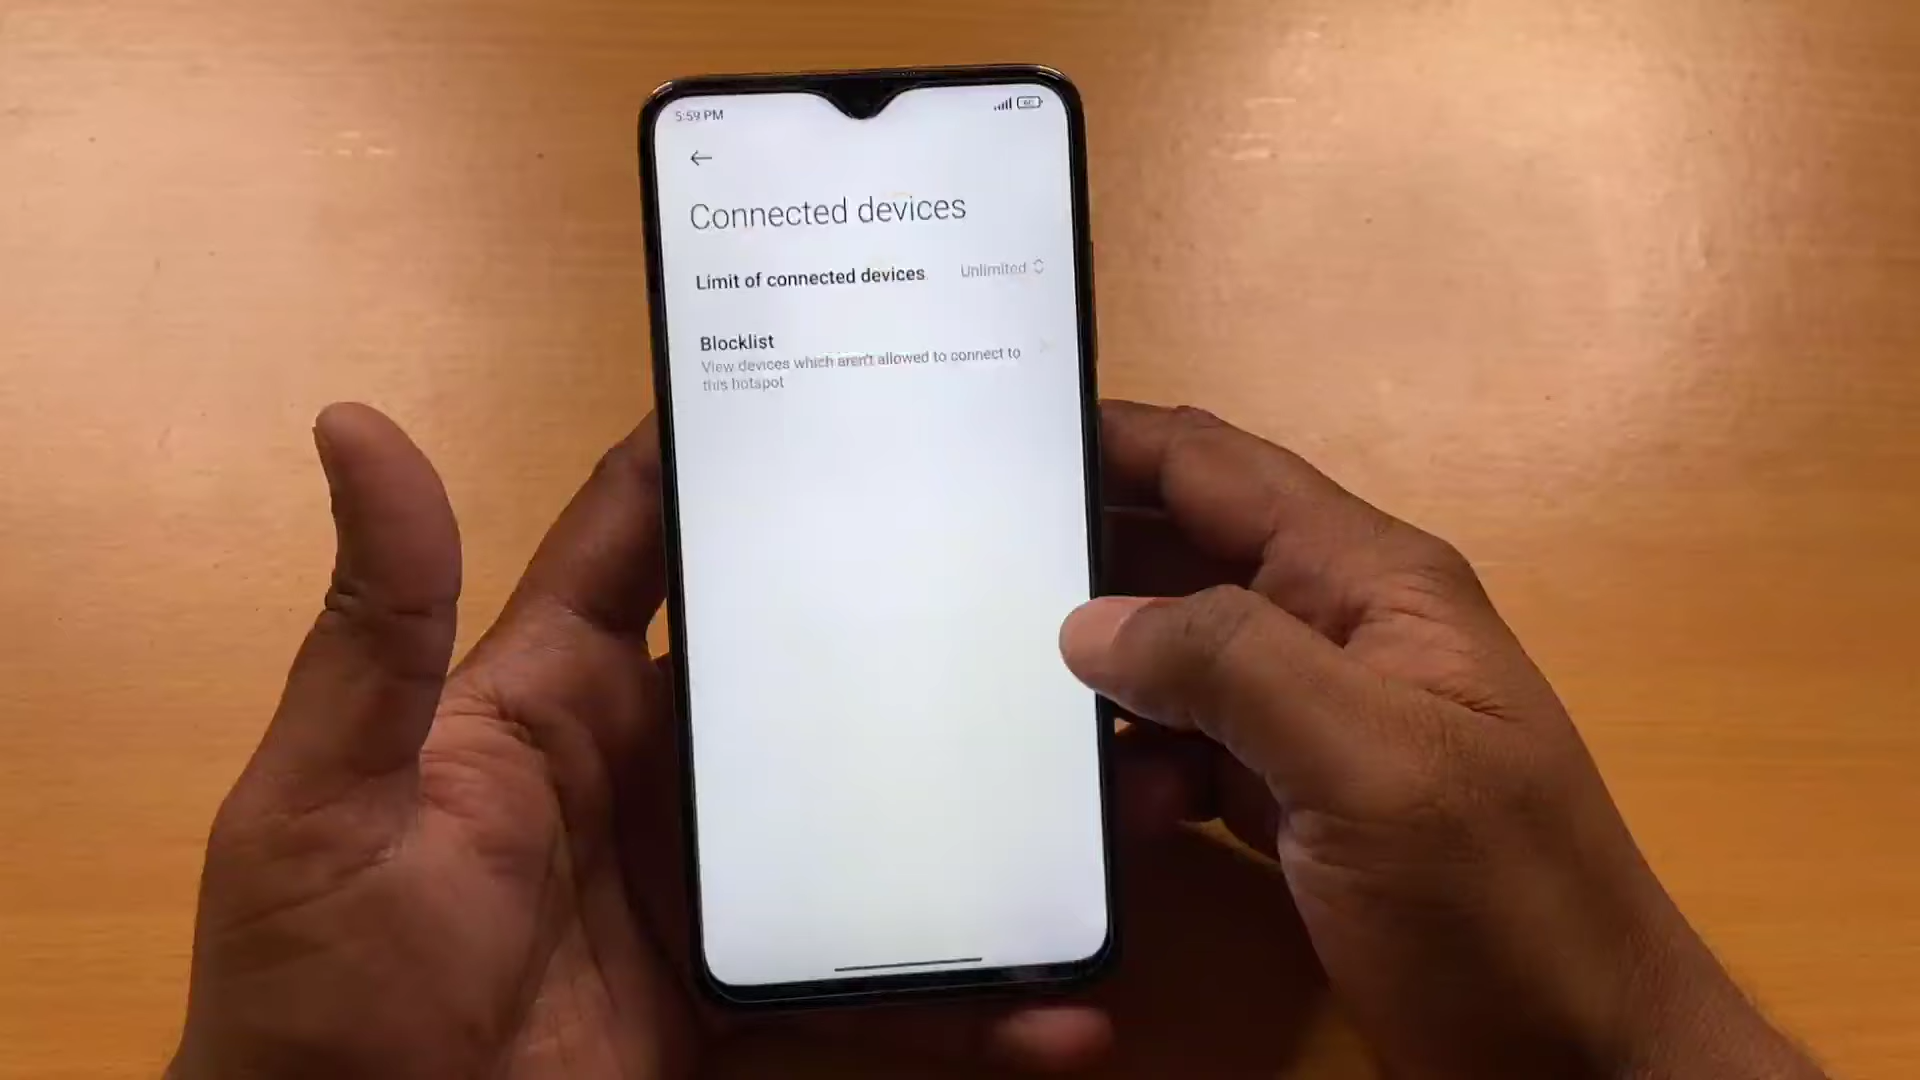 5:59 PM
Connected devices
Limit of connected devices Unlimited
Blocklist
View devices which aren't allowed to connect to
this hotspot